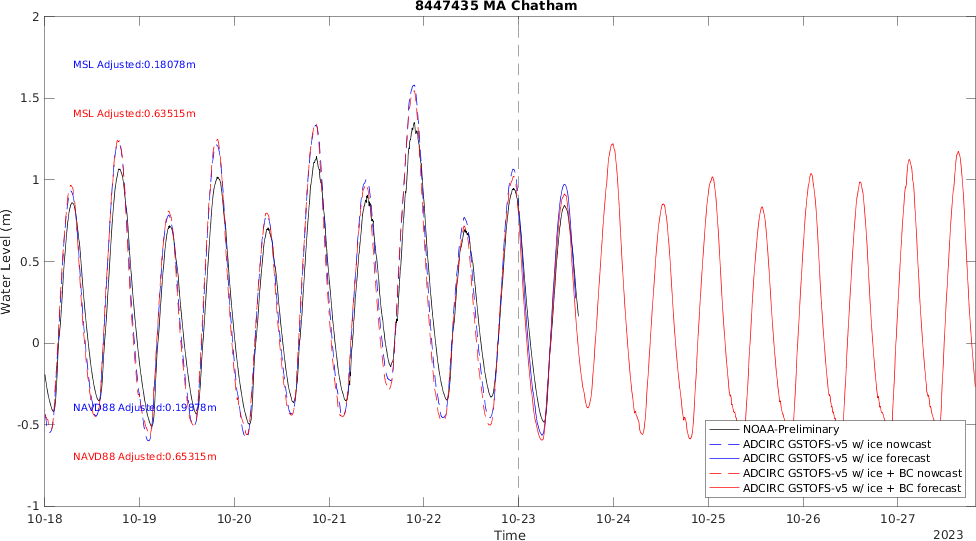 8447435 MA Chatham
2
MSL Adjusted:0.18078m
1.5
MSL Adjusted:0.63515m
1
0.5
Water Level (m)
0
NAVD88 Adjusted:0.19878m
-0.5
NAVD88 Adjusted:0.65315m
NOAA-Preliminary
ADCIRC GSTOFS-v5 w/ ice nowcast
ADCIRC GSTOFS-v5 w/ ice forecast
ADCIRC GSTOFS-v5 w/ ice + BC nowcast
ADCIRC GSTOFS-v5 w/ ice + BC forecast
-1
10-18 10-19 10-20 10-21 10-22 10-23 10-24 10-25 10-26 10-27
Time
2023